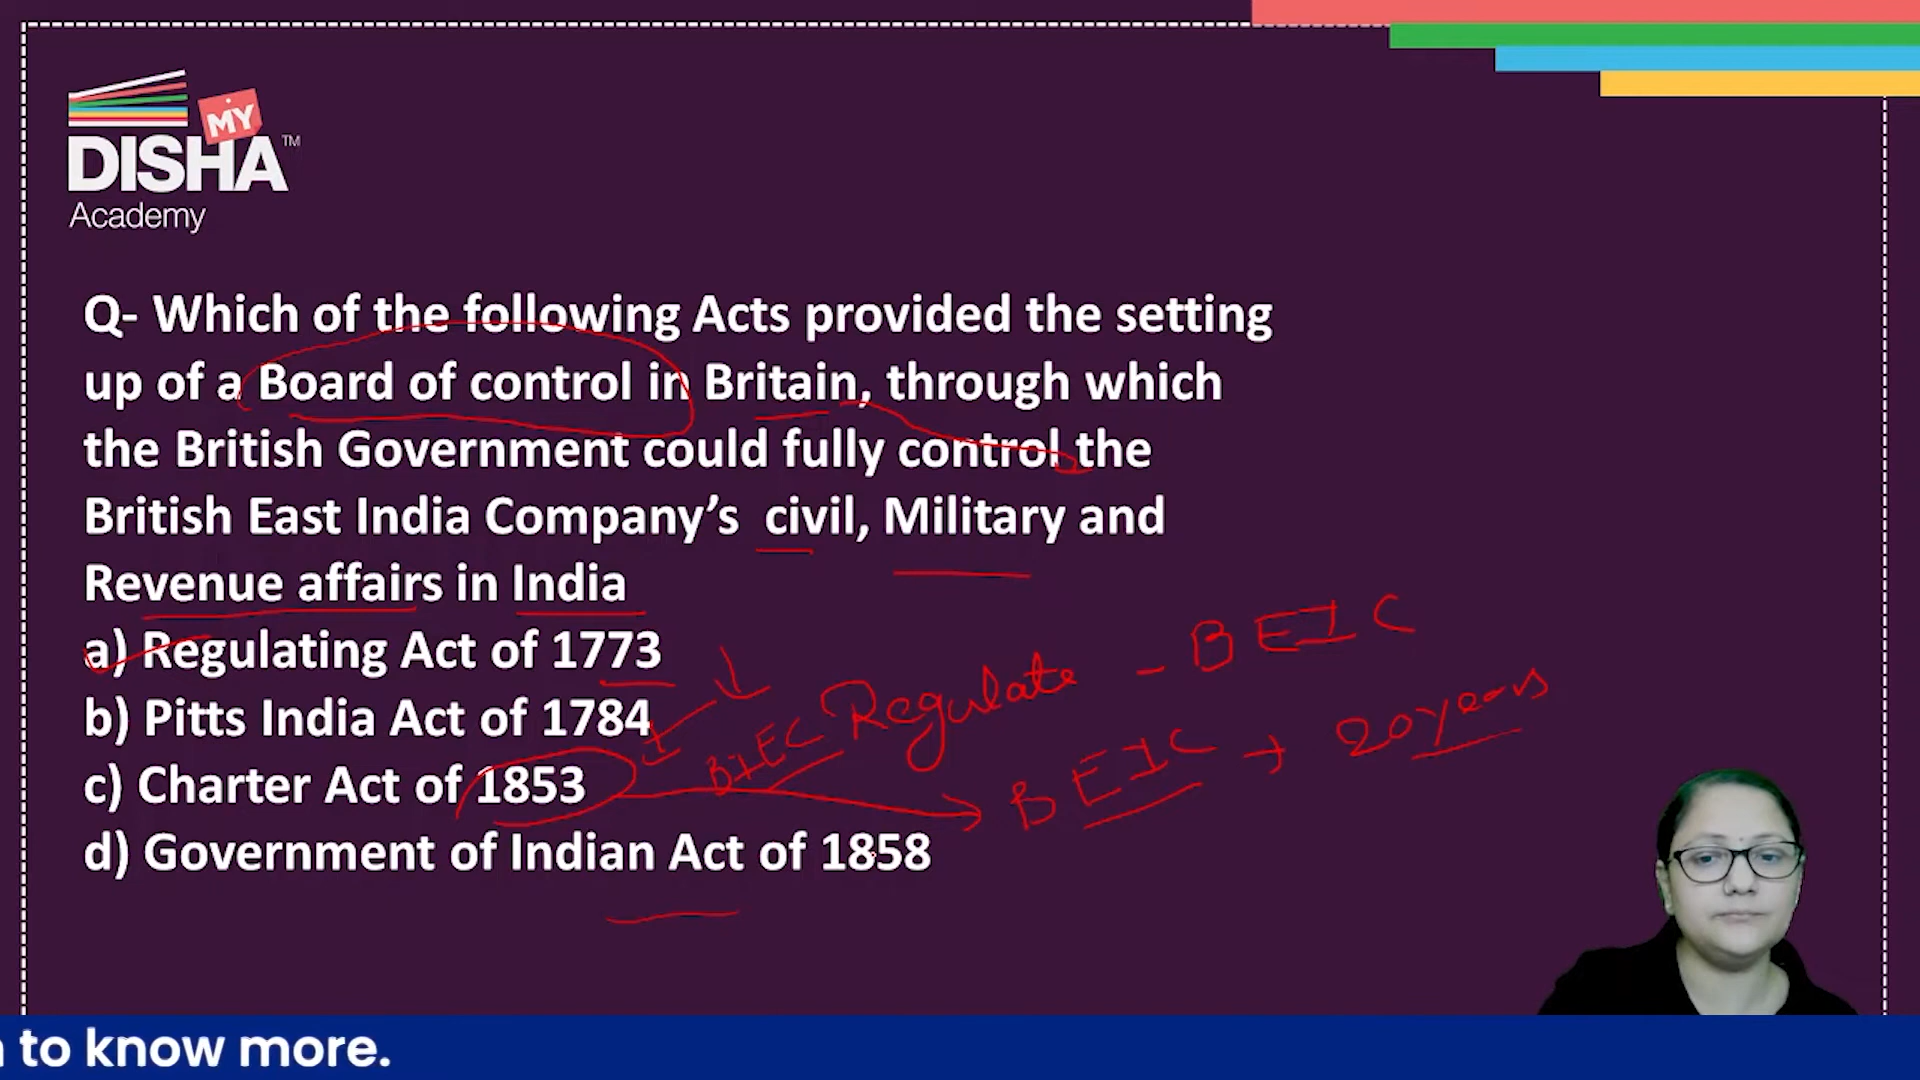 MY
DISHA™
Academy
Q- Which of the following Acts provided the setting
up of a Board of control in Britain, through which
the British Government could fully control the
British East India Company’s civil, Military and
Revenue affairs in India
a) Regulating Act of 1773
b) Pitts India Act of 1784
c) Charter Act of 1853
d) Government of Indian Act of 1858
Regulate - BEIC
BIEC
BEIC → 20 years
to know more.